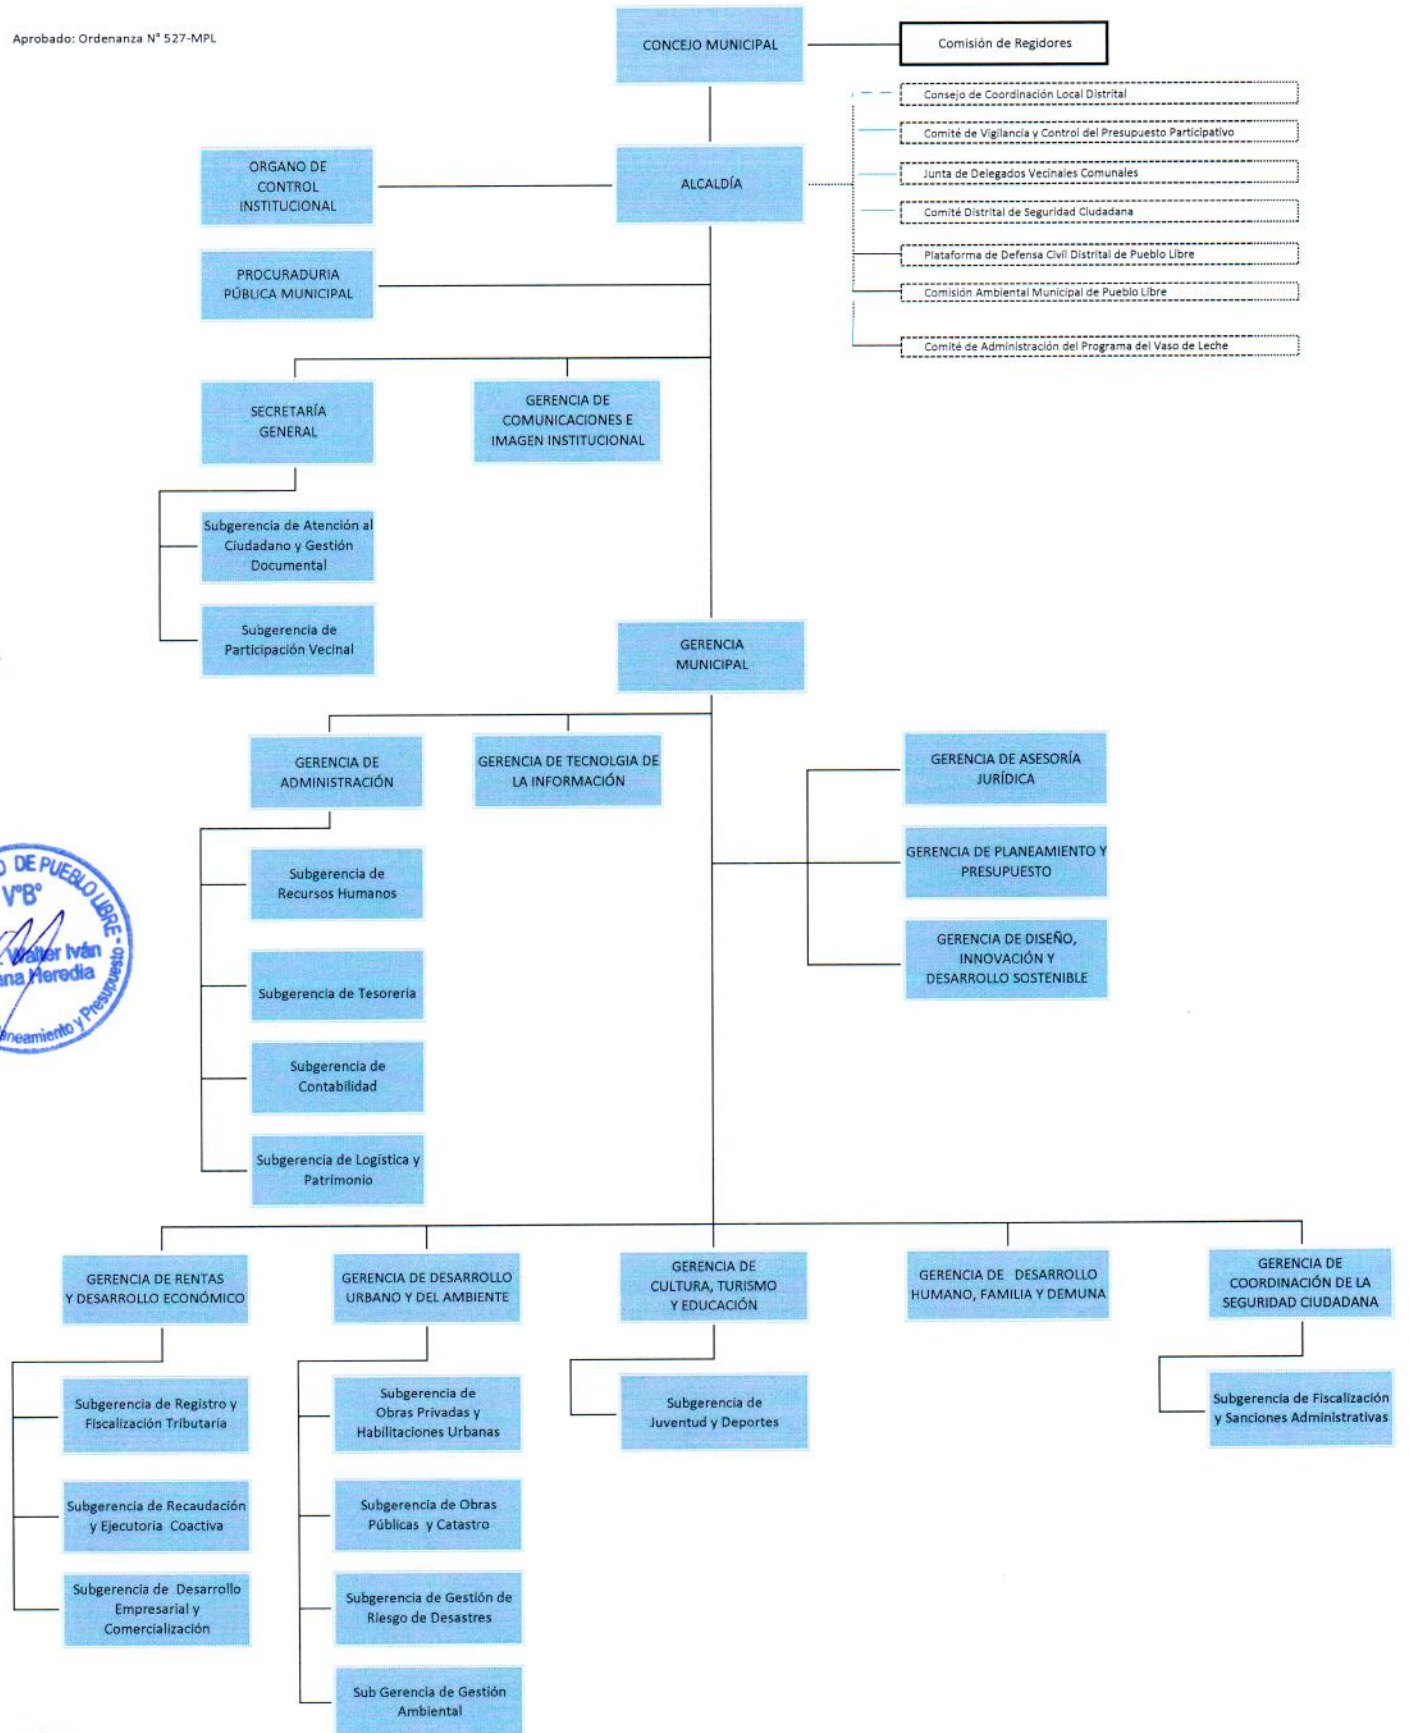 Aprobado: Ordenanza N° 527-MPL
CONCEJO MUNICIPAL
Comisión de Regidores
Consejo de Coordinación Local Distrital
Comité de Vigilancia y Control del Presupuesto Participativo
Junta de Delegados Vecinales Comunales
Comité Distrital de Seguridad Ciudadana
Plataforma de Defensa Civil Distrital de Pueblo Libre
Comisión Ambiental Municipal de Pueblo Libre
Comité de Administración del Programa del Vaso de Leche
ORGANO DE
CONTROL
INSTITUCIONAL
ALCALDÍA
PROCURADURIA
PÚBLICA MUNICIPAL
SECRETARÍA
GENERAL
GERENCIA DE
COMUNICACIONES E
IMAGEN INSTITUCIONAL
Subgerencia de Atención al
Ciudadano y Gestión
Documental
Subgerencia de
Participación Vecinal
GERENCIA
MUNICIPAL
GERENCIA DE
ADMINISTRACIÓN
GERENCIA DE TECNOLGIA DE
LA INFORMACIÓN
GERENCIA DE ASESORÍA
JURÍDICA
GERENCIA DE PLANEAMIENTO Y
PRESUPUESTO
GERENCIA DE DISEÑO,
INNOVACIÓN Y
DESARROLLO SOSTENIBLE
Subgerencia de
Recursos Humanos
Subgerencia de Tesorería
Subgerencia de
Contabilidad
Subgerencia de Logística y
Patrimonio
DE PUEBLO LIBRE
V°B°
Walter Iván
Heredia
y Presupuesto
GERENCIA DE RENTAS
Y DESARROLLO ECONÓMICO
GERENCIA DE DESARROLLO
URBANO Y DEL AMBIENTE
GERENCIA DE
CULTURA, TURISMO
Y EDUCACIÓN
GERENCIA DE DESARROLLO
HUMANO, FAMILIA Y DEMUNA
GERENCIA DE
COORDINACIÓN DE LA
SEGURIDAD CIUDADANA
Subgerencia de Registro y
Fiscalización Tributaria
Subgerencia de Recaudación
y Ejecutoria Coactiva
Subgerencia de Desarrollo
Empresarial y
Comercialización
Subgerencia de
Obras Privadas y
Habilitaciones Urbanas
Subgerencia de Obras
Públicas y Catastro
Subgerencia de Gestión de
Riesgo de Desastres
Sub Gerencia de Gestión
Ambiental
Subgerencia de
Juventud y Deportes
Subgerencia de Fiscalización
y Sanciones Administrativas